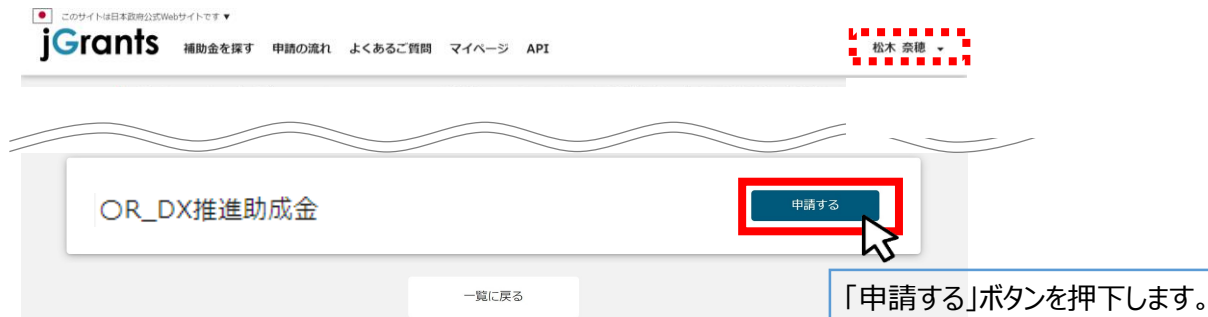 このサイトは日本政府公式Webサイトです ▼
jGrants 補助金を探す 申請の流れ よくあるご質問 マイページ API 松木 奈穂
OR_DX推進助成金 申請する
一覧に戻る
「申請する」ボタンを押下します。